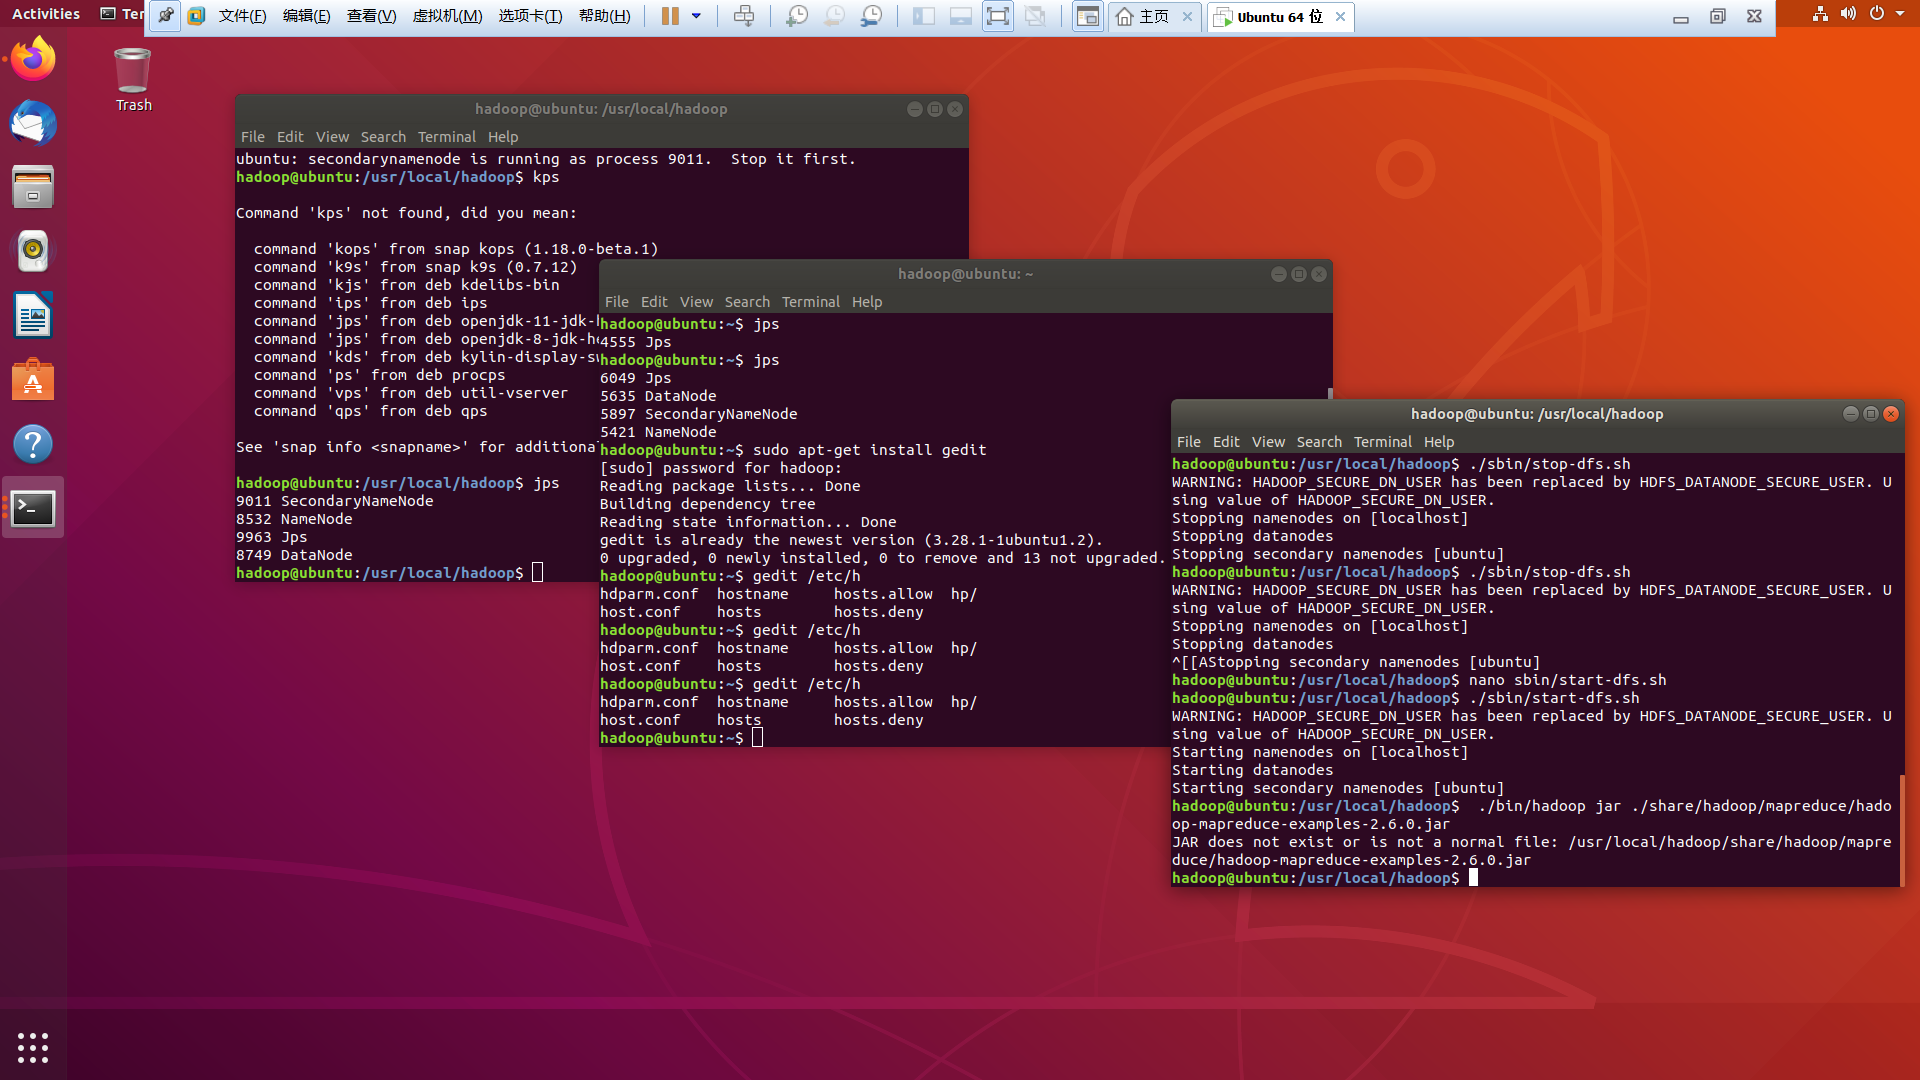 Activities
Ter
文件(F)
编辑(E)
查看(V)
虚拟机(M)
选项卡(T)
帮助(H)
主页
Ubuntu 64 位
Trash
hadoop@ubuntu: /usr/local/hadoop
File Edit View Search Terminal Help
ubuntu: secondarynamenode is running as process 9011.  Stop it first.
hadoop@ubuntu:/usr/local/hadoop$ kps
Command 'kps' not found, did you mean:
command 'kops' from snap kops (1.18.0-beta.1)
command 'k9s' from snap k9s (0.7.12)
command 'kjs' from deb kdelibs-bin
command 'ips' from deb ips
command 'jps' from deb openjdk-11-jdk-h
command 'jps' from deb openjdk-8-jdk-he
command 'kds' from deb kylin-display-sw
command 'ps' from deb procps
command 'vps' from deb util-vserver
command 'qps' from deb qps
See 'snap info <snapname>' for additiona
hadoop@ubuntu:/usr/local/hadoop$ jps
9011 SecondaryNameNode
8532 NameNode
9963 Jps
8749 DataNode
hadoop@ubuntu:/usr/local/hadoop$
hadoop@ubuntu: ~
File Edit View Search Terminal Help
hadoop@ubuntu:~$ jps
4555 Jps
hadoop@ubuntu:~$ jps
6049 Jps
5635 DataNode
5897 SecondaryNameNode
5421 NameNode
hadoop@ubuntu:~$ sudo apt-get install gedit
[sudo] password for hadoop:
Reading package lists... Done
Building dependency tree
Reading state information... Done
gedit is already the newest version (3.28.1-1ubuntu1.2).
0 upgraded, 0 newly installed, 0 to remove and 13 not upgraded.
hadoop@ubuntu:~$ gedit /etc/h
hdparm.conf  hostname     hosts.allow  hp/
host.conf    hosts        hosts.deny
hadoop@ubuntu:~$ gedit /etc/h
hdparm.conf  hostname     hosts.allow  hp/
host.conf    hosts        hosts.deny
hadoop@ubuntu:~$ gedit /etc/h
hdparm.conf  hostname     hosts.allow  hp/
host.conf    hosts        hosts.deny
hadoop@ubuntu:~$
hadoop@ubuntu: /usr/local/hadoop
File Edit View Search Terminal Help
hadoop@ubuntu:/usr/local/hadoop$ ./sbin/stop-dfs.sh
WARNING: HADOOP_SECURE_DN_USER has been replaced by HDFS_DATANODE_SECURE_USER. U
sing value of HADOOP_SECURE_DN_USER.
Stopping namenodes on [localhost]
Stopping datanodes
Stopping secondary namenodes [ubuntu]
hadoop@ubuntu:/usr/local/hadoop$ ./sbin/stop-dfs.sh
WARNING: HADOOP_SECURE_DN_USER has been replaced by HDFS_DATANODE_SECURE_USER. U
sing value of HADOOP_SECURE_DN_USER.
Stopping namenodes on [localhost]
Stopping datanodes
^[[AStopping secondary namenodes [ubuntu]
hadoop@ubuntu:/usr/local/hadoop$ nano sbin/start-dfs.sh
hadoop@ubuntu:/usr/local/hadoop$ ./sbin/start-dfs.sh
WARNING: HADOOP_SECURE_DN_USER has been replaced by HDFS_DATANODE_SECURE_USER. U
sing value of HADOOP_SECURE_DN_USER.
Starting namenodes on [localhost]
Starting datanodes
Starting secondary namenodes [ubuntu]
hadoop@ubuntu:/usr/local/hadoop$  ./bin/hadoop jar ./share/hadoop/mapreduce/hado
op-mapreduce-examples-2.6.0.jar
JAR does not exist or is not a normal file: /usr/local/hadoop/share/hadoop/mapre
duce/hadoop-mapreduce-examples-2.6.0.jar
hadoop@ubuntu:/usr/local/hadoop$